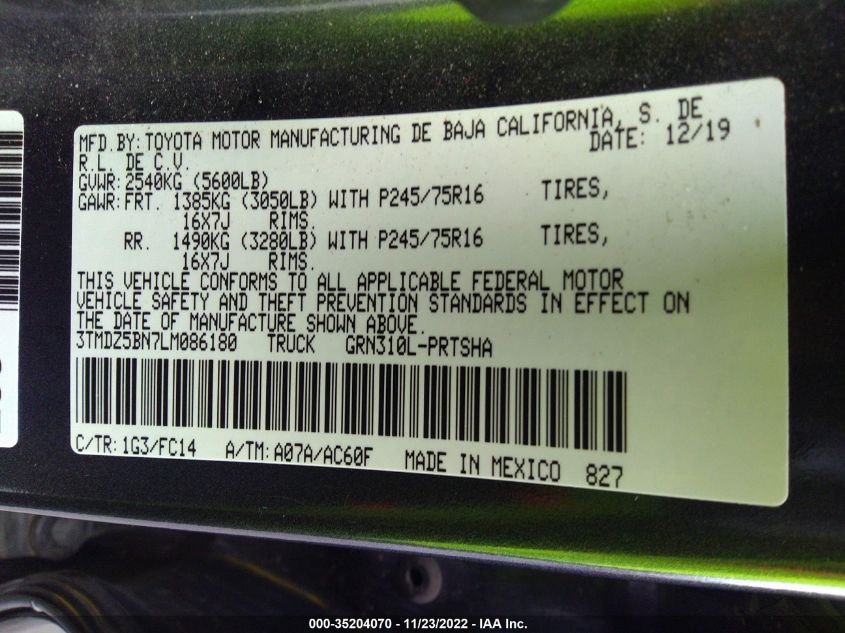 MFD.BY:TOYOTA MOTOR MANUFACTURING DE BAJA CALIFORNIA, S. DE
R.L. DE C.V. DATE: 12/19
GVWR:2540KG (5600LB)
GAWR:FRT. 1385KG (3050LB) WITH P245/75R16 TIRES,
16X7J RIMS.
RR. 1490KG (3280LB) WITH P245/75R16 TIRES,
16X7J RIMS.
THIS VEHICLE CONFORMS TO ALL APPLICABLE FEDERAL MOTOR
VEHICLE SAFETY AND THEFT PREVENTION STANDARDS IN EFFECT ON
THE DATE OF MANUFACTURE SHOWN ABOVE.
3TMDZ5BN7LM086180 TRUCK GRN310L-PRTSHA
C/TR:1G3/FC14 A/TM:A07A/AC60F MADE IN MEXICO 827
000-35204070 - 11/23/2022 - IAA Inc.